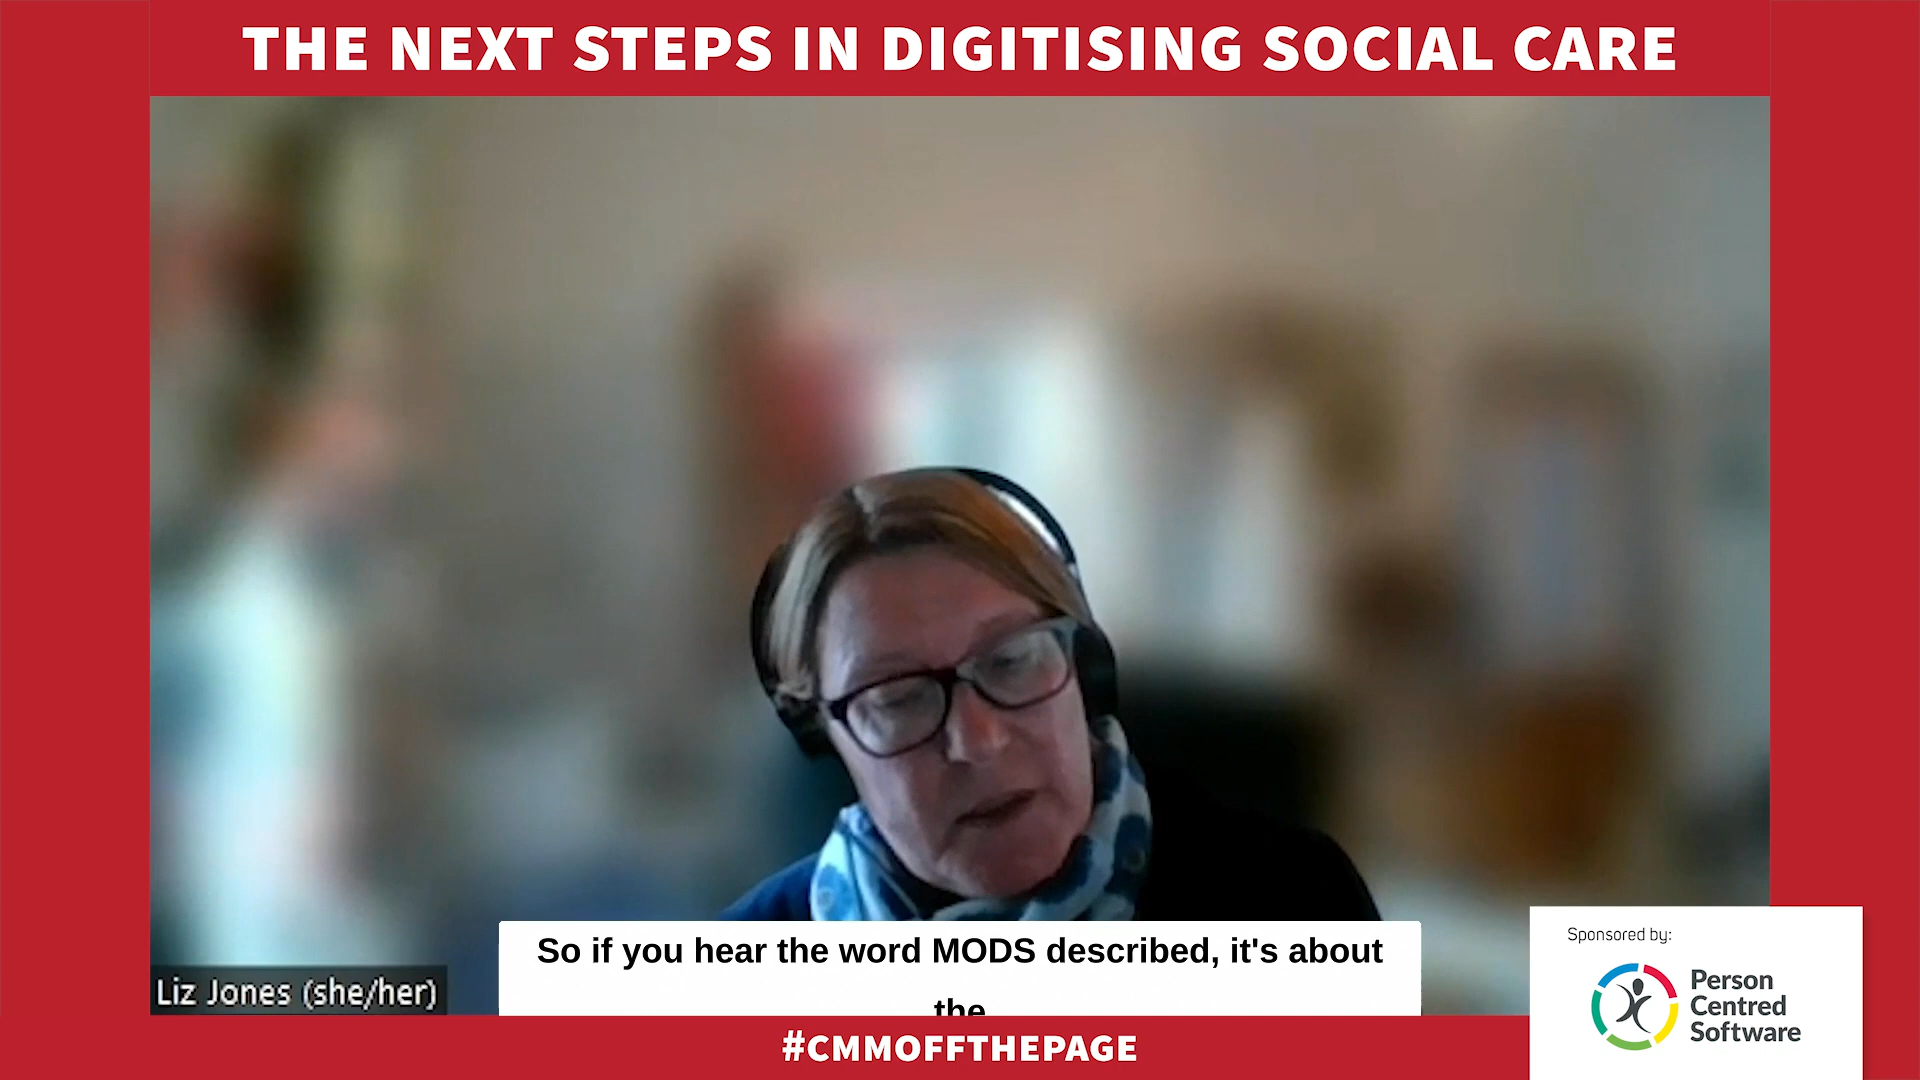 THE NEXT STEPS IN DIGITISING SOCIAL CARE
So if you hear the word MODS described, it's about
the
Liz Jones (she/her)
Sponsored by:
Person
Centred
Software
#CMMOFFTHEPAGE